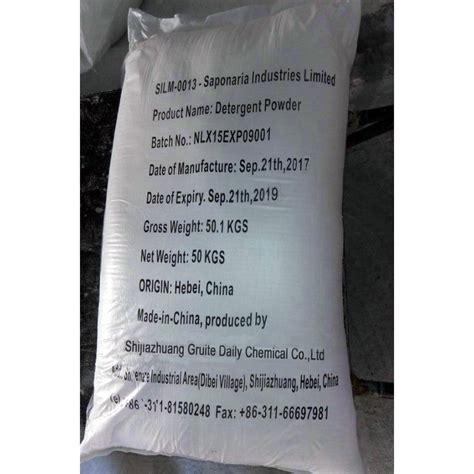 SILM-0013 - Saponaria Industries Limited
Product Name: Detergent Powder
Batch No.: NLX15EXP09001
Date of Manufacture: Sep.21th,2017
Date of Expiry. Sep.21th,2019
Gross Weight: 50.1 KGS
Net Weight: 50 KGS
ORIGIN: Hebei, China
Made-in-China, produced by
Shijiazhuang Gruite Daily Chemical Co.,Ltd
Industrial Area(Dibei Village), Shijiazhuang, Hebei, China
-311-81580248 Fax: +86-311-66697981